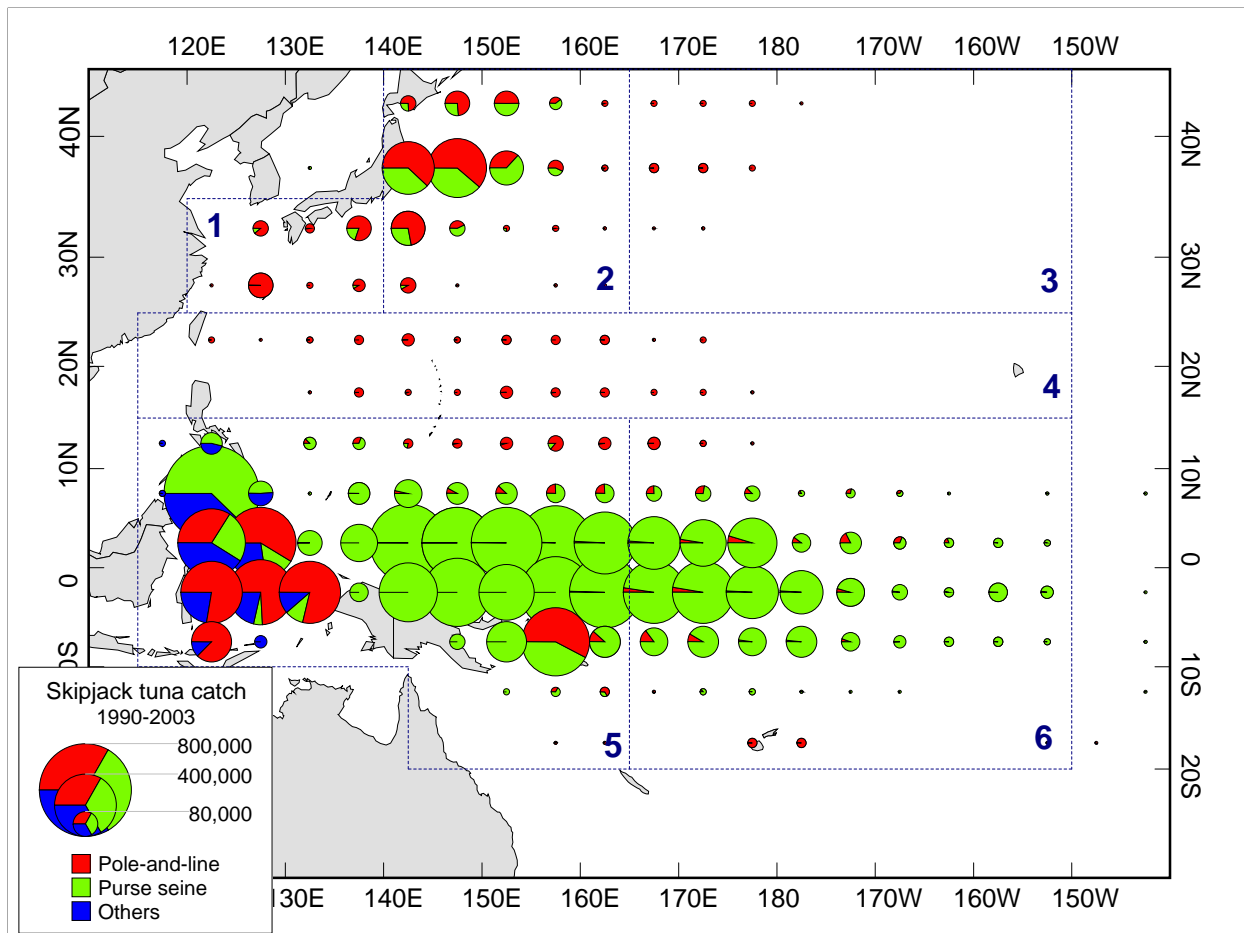 120E 130E 140E 150E 160E 170E 180 170W 160W 150W
40N 40N
1
30N 2 3 30N
20N 4 20N
10N 10N
0 0
0S 10S
Skipjack tuna catch
1990-2003
800,000
400,000
80,000
5 6
20S
Pole-and-line
Purse seine
Others
130E 140E 150E 160E 170E 180 170W 160W 150W